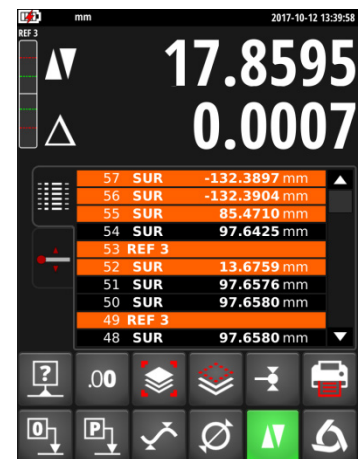 mm 2017-10-12 13:39:58
REF 3
17.8595
0.0007
57 SUR -132.3897 mm
56 SUR -132.3904 mm
55 SUR 85.4710 mm
54 SUR 97.6425 mm
53 REF 3
52 SUR 13.6759 mm
51 SUR 97.6576 mm
50 SUR 97.6580 mm
49 REF 3
48 SUR 97.6580 mm
? .00
0 P